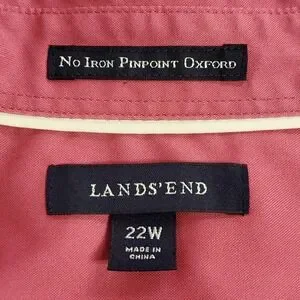 No Iron Pinpoint Oxford
LANDS' END
22W
MADE IN
CHINA